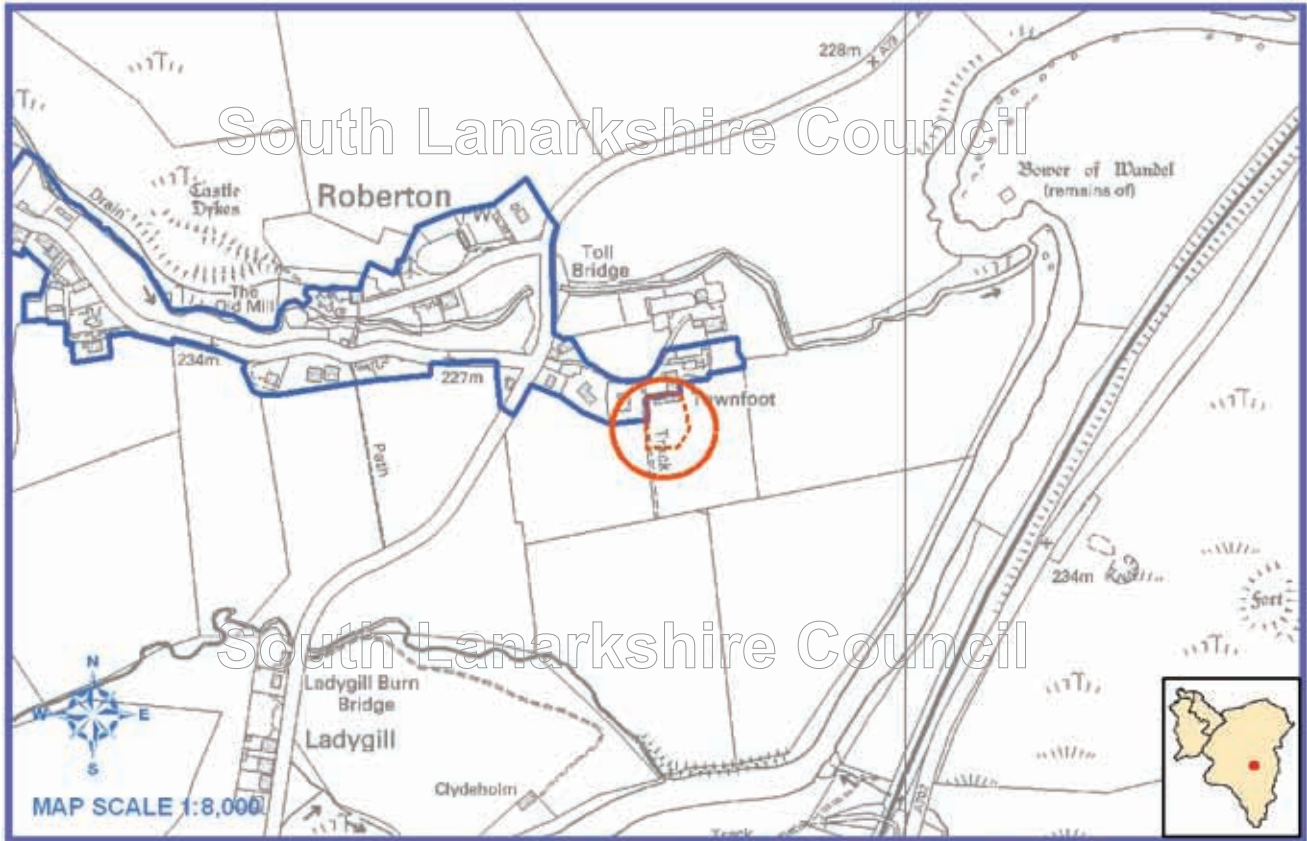 228m
A73
South Lanarkshire Council
Bower of Wandel
(remains of)
Castle
Dykes
Drain
Roberton
W
Toll
Bridge
The
Old Mill
234m
227m
Townfoot
Track
Path
234m
Fort
South Lanarkshire Council
N
W
E
S
Ladygill Burn
Bridge
Ladygill
Clydeholm
MAP SCALE 1:8,000
A702
Track